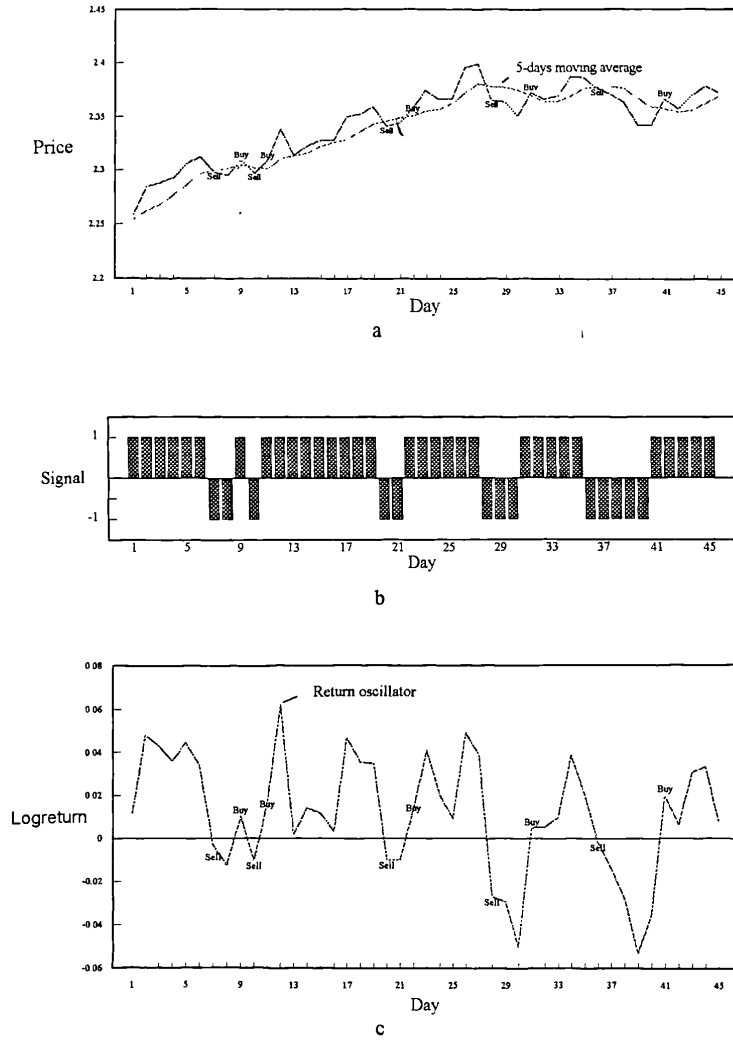 2.45
2.4
5-days moving average
Buy
Buy
Sell
Sell
Buy
2.35
Price
Sell
Buy
Buy
2.3
Sell
Sell
2.25
2.2
1 5 9 13 17 21 25 29 33 37 41 45
Day
a
1
Signal
-1
1 5 9 13 17 21 25 29 33 37 41 45
Day
b
0.08
0.06
Return oscillator
0.04
0.02
Buy
Buy
Buy
Buy
Buy
Logreturn
0
Sell
Sell
Sell
Sell
-0.02
Sell
-0.04
-0.06
1 5 9 13 17 21 25 29 33 37 41 45
Day
c